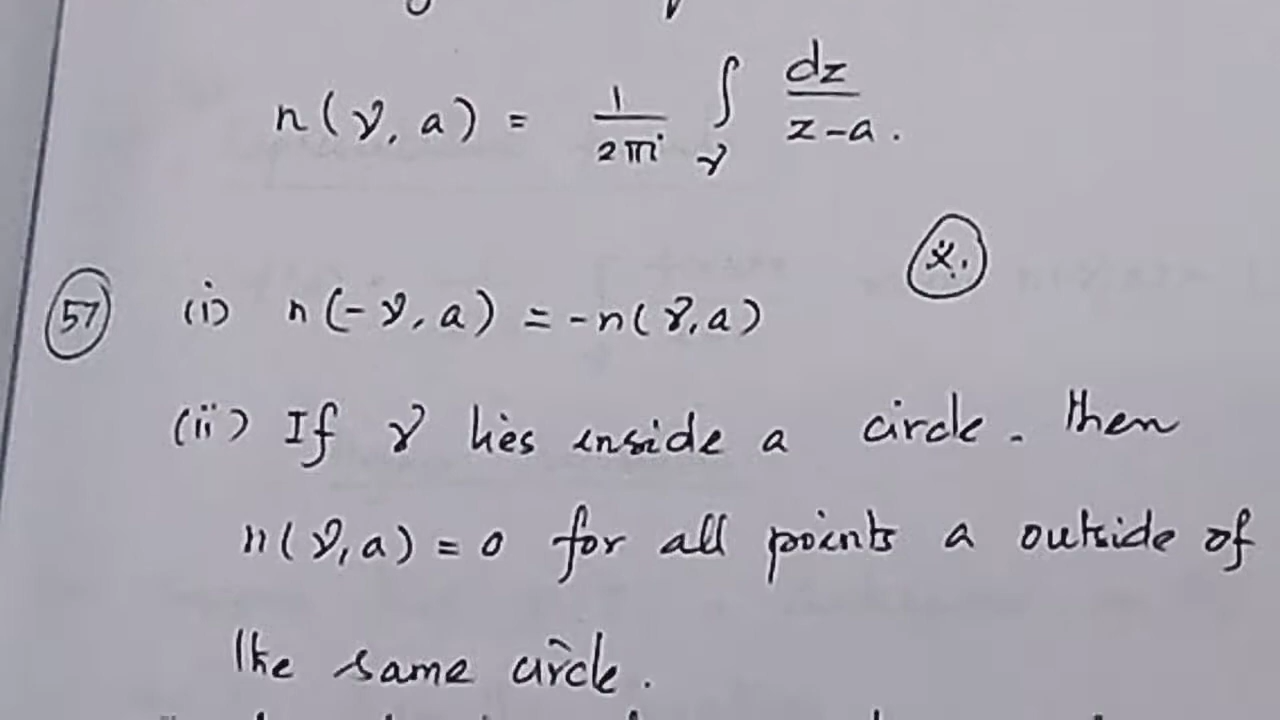 n(γ, a) = 1/2πi ∫γ dz/z-a.
(57) (i) n(-γ, a) = -n(γ, a)
(ii) If γ lies inside a circle. then
n(γ, a) = 0 for all points a outside of
the same circle.